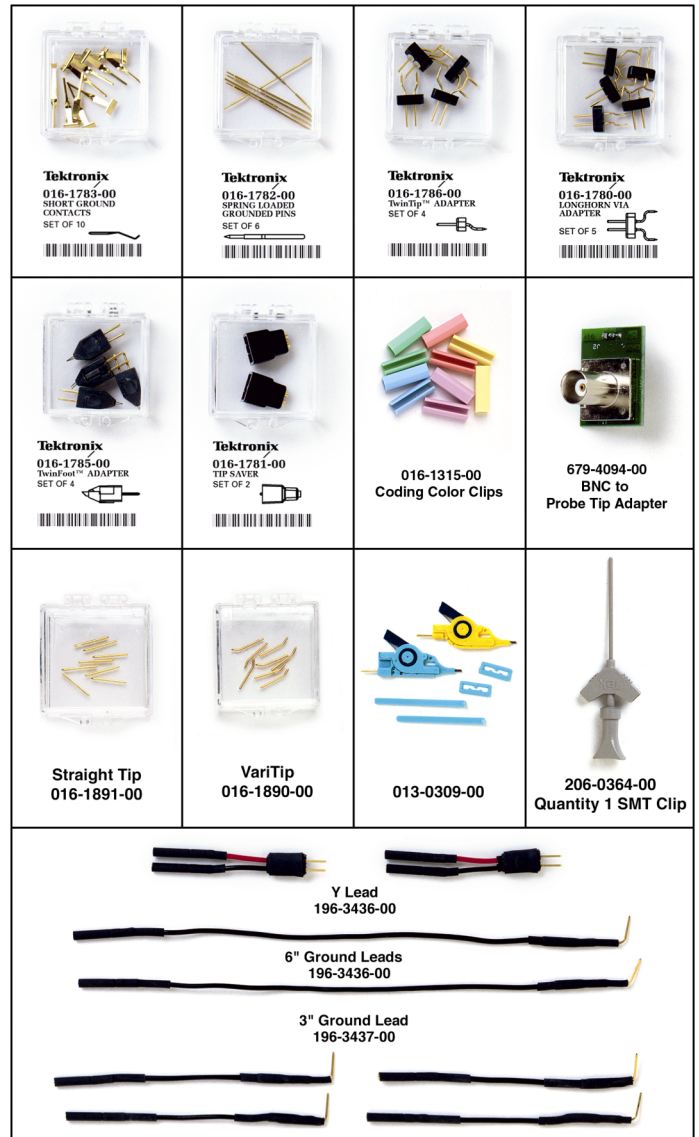 Tektronix
016-1783-00
SHORT GROUND
CONTACTS
SET OF 10
Tektronix
016-1782-00
SPRING LOADED
GROUNDED PINS
SET OF 6
Tektronix
016-1786-00
TwinTip™ ADAPTER
SET OF 4
Tektronix
016-1780-00
LONGHORN VIA
ADAPTER
SET OF 5
Tektronix
016-1785-00
TwinFoot™ ADAPTER
SET OF 4
Tektronix
016-1781-00
TIP SAVER
SET OF 2
016-1315-00
Coding Color Clips
J2
679-4094-00
BNC to
Probe Tip Adapter
Straight Tip
016-1891-00
VariTip
016-1890-00
013-0309-00
206-0364-00
Quantity 1 SMT Clip
Y Lead
196-3436-00
6" Ground Leads
196-3436-00
3" Ground Lead
196-3437-00